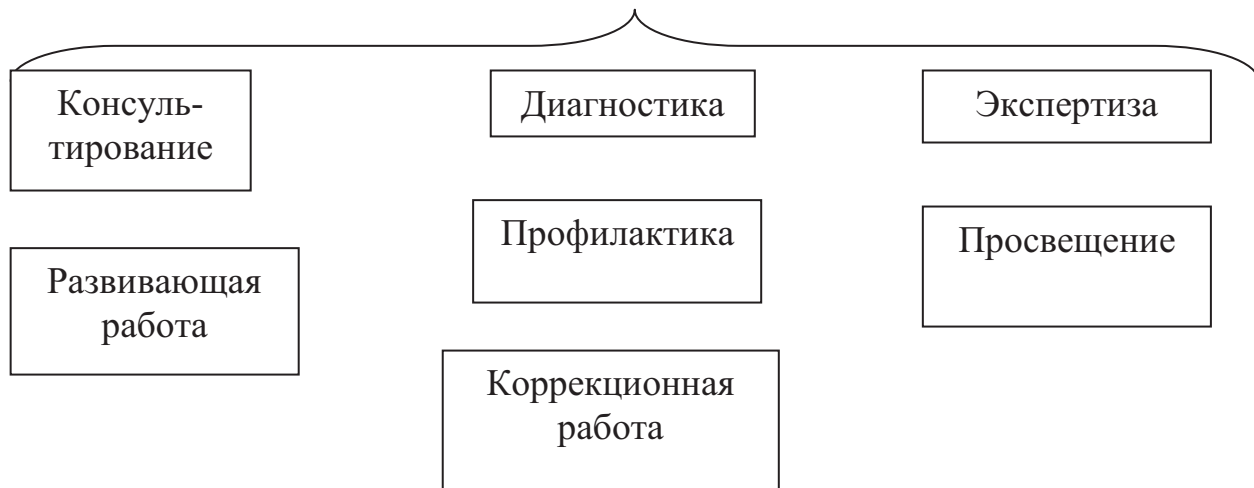 Консуль-
тирование
Диагностика
Экспертиза
Профилактика
Просвещение
Развивающая
работа
Коррекционная
работа